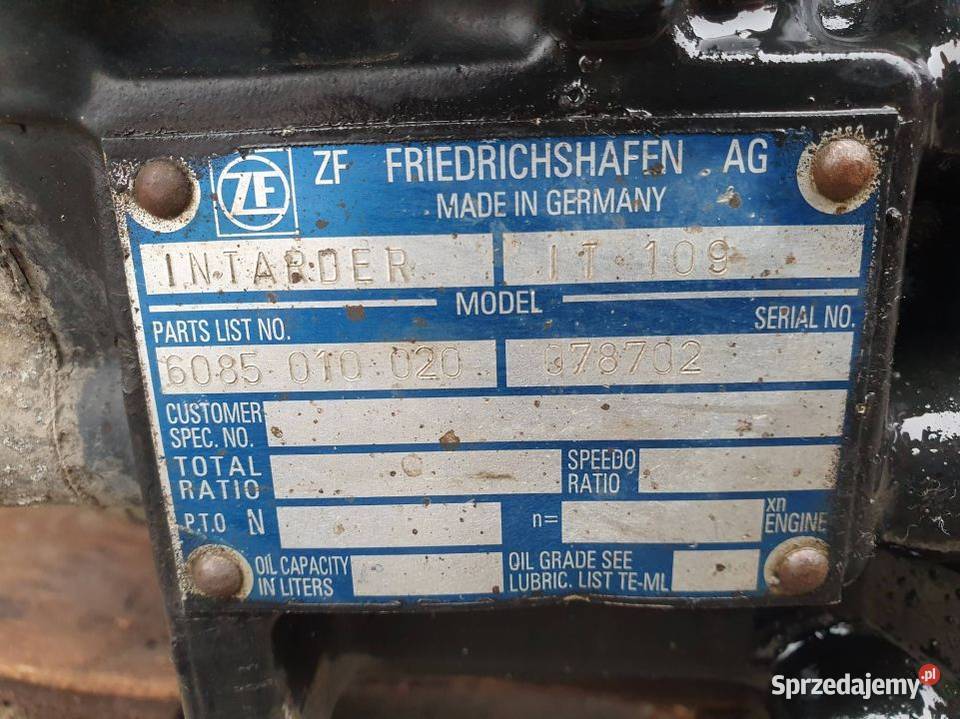 ZF ZF FRIEDRICHSHAFEN AG
MADE IN GERMANY
INTARDER IT 109
MODEL
PARTS LIST NO. SERIAL NO.
6085 010 020 078702
CUSTOMER
SPEC. NO.
TOTAL
RATIO
SPEEDO
RATIO
P.T.O N n= xn
ENGINE
OIL CAPACITY
IN LITERS
OIL GRADE SEE
LUBRIC. LIST TE-ML
Sprzedajemy.pl